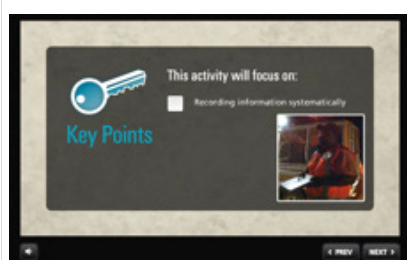 This activity will focus on:
Recording information systematically
Key Points
< PREV
NEXT >